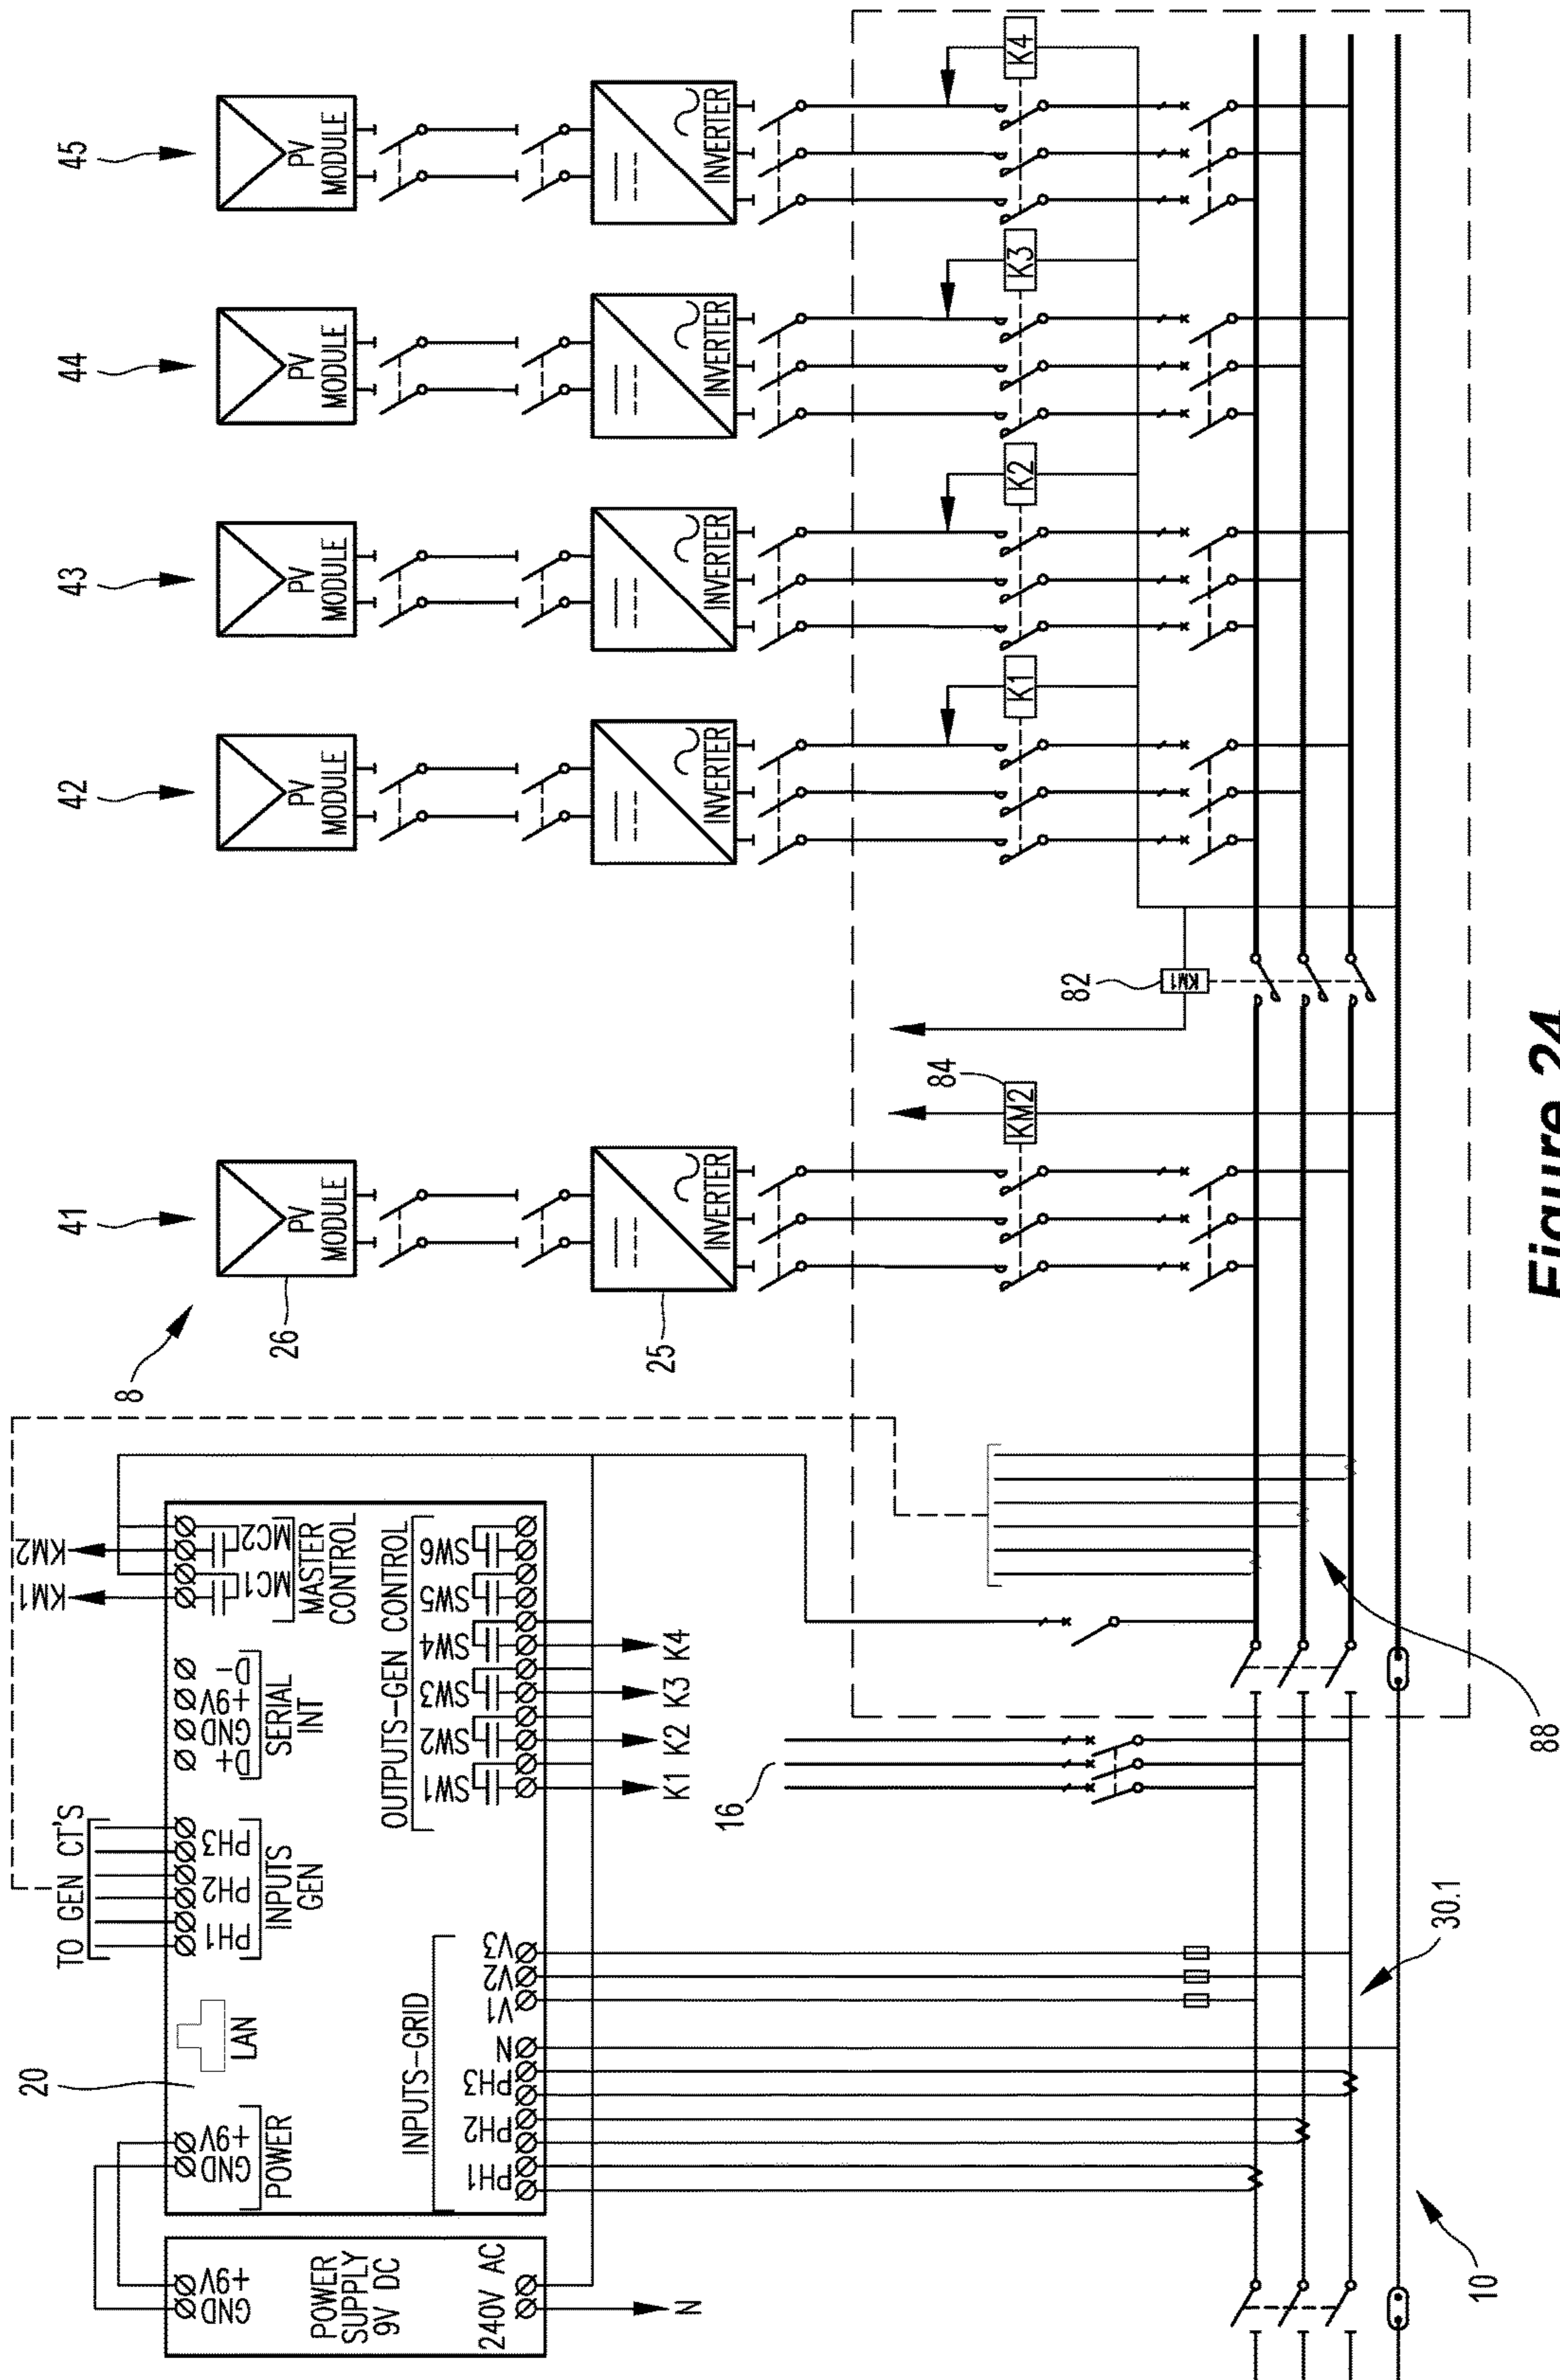 8
41
42
43
44
45
PV
MODULE
PV
MODULE
PV
MODULE
PV
MODULE
PV
MODULE
26
25
INVERTER
INVERTER
INVERTER
INVERTER
INVERTER
20
POWER
SUPPLY
9V DC
GND
+9V
240V AC
N
GND
+9V
POWER
LAN
TO GEN CT'S
PH1
PH2
PH3
INPUTS
GEN
D+
GND
+9V
D-
SERIAL
INT
KM1
KM2
MC1
MC2
MASTER
CONTROL
INPUTS-GRID
PH1
PH2
PH3
N
V1
V2
V3
OUTPUTS-GEN CONTROL
SW1
SW2
SW3
SW4
SW5
SW6
K1
K2
K3
K4
16
84
KM2
82
KM1
K1
K2
K3
K4
10
30.1
88
Figure 24